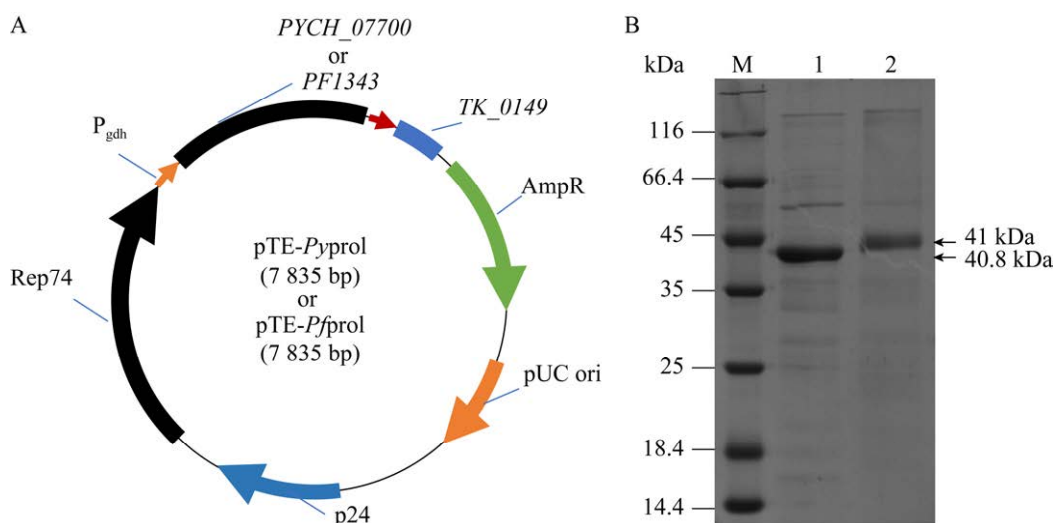 A
PYCH_07700
or
PF1343
TK_0149
P_gdh
AmpR
Rep74
pTE-Pyprol
(7 835 bp)
or
pTE-Pfprol
(7 835 bp)
pUC ori
p24
B
kDa M 1 2
116
66.4
45
41 kDa
40.8 kDa
35
25
18.4
14.4